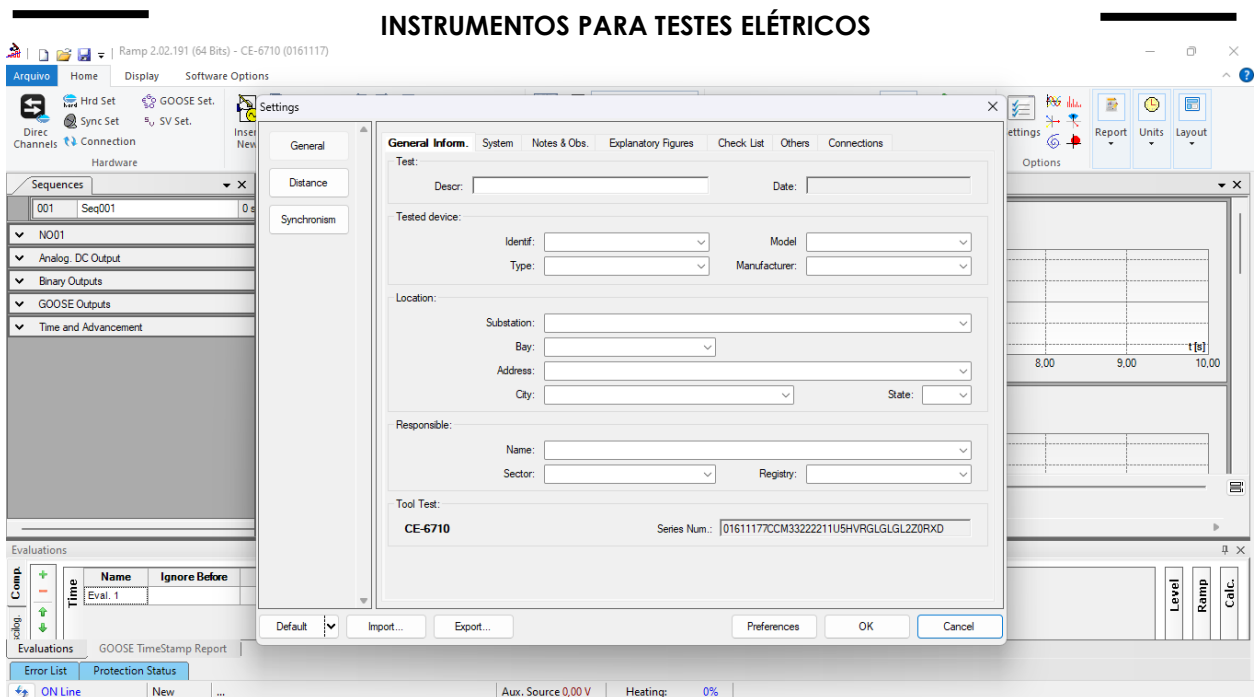 INSTRUMENTOS PARA TESTES ELÉTRICOS
Ramp 2.02.191 (64 Bits) - CE-6710 (0161117)
Arquivo Home Display Software Options
Direc
Channels
Hrd Set
Sync Set
Connection
GOOSE Set.
SV Set.
Hardware
Report Units Layout
Options
Sequences
001 Seq001
NO01
Analog. DC Output
Binary Outputs
GOOSE Outputs
Time and Advancement
Settings
General
Distance
Synchronism
General Inform. System Notes & Obs. Explanatory Figures Check List Others Connections
Test:
Descr: Date:
Tested device:
Identif: Model
Type: Manufacturer:
Location:
Substation:
Bay:
Address:
City: State:
Responsible:
Name:
Sector: Registry:
Tool Test:
CE-6710 Series Num.: 01611177CCM33222211U5HVRGLGLGL2Z0RXD
Default Import... Export... Preferences OK Cancel
t [s]
8,00 9,00 10,00
Evaluations
Comp.
Time
Name Ignore Before
Eval. 1
Level
Ramp
Calc.
Evaluations GOOSE TimeStamp Report
Error List Protection Status
ON Line New ... Aux. Source 0,00 V Heating: 0%